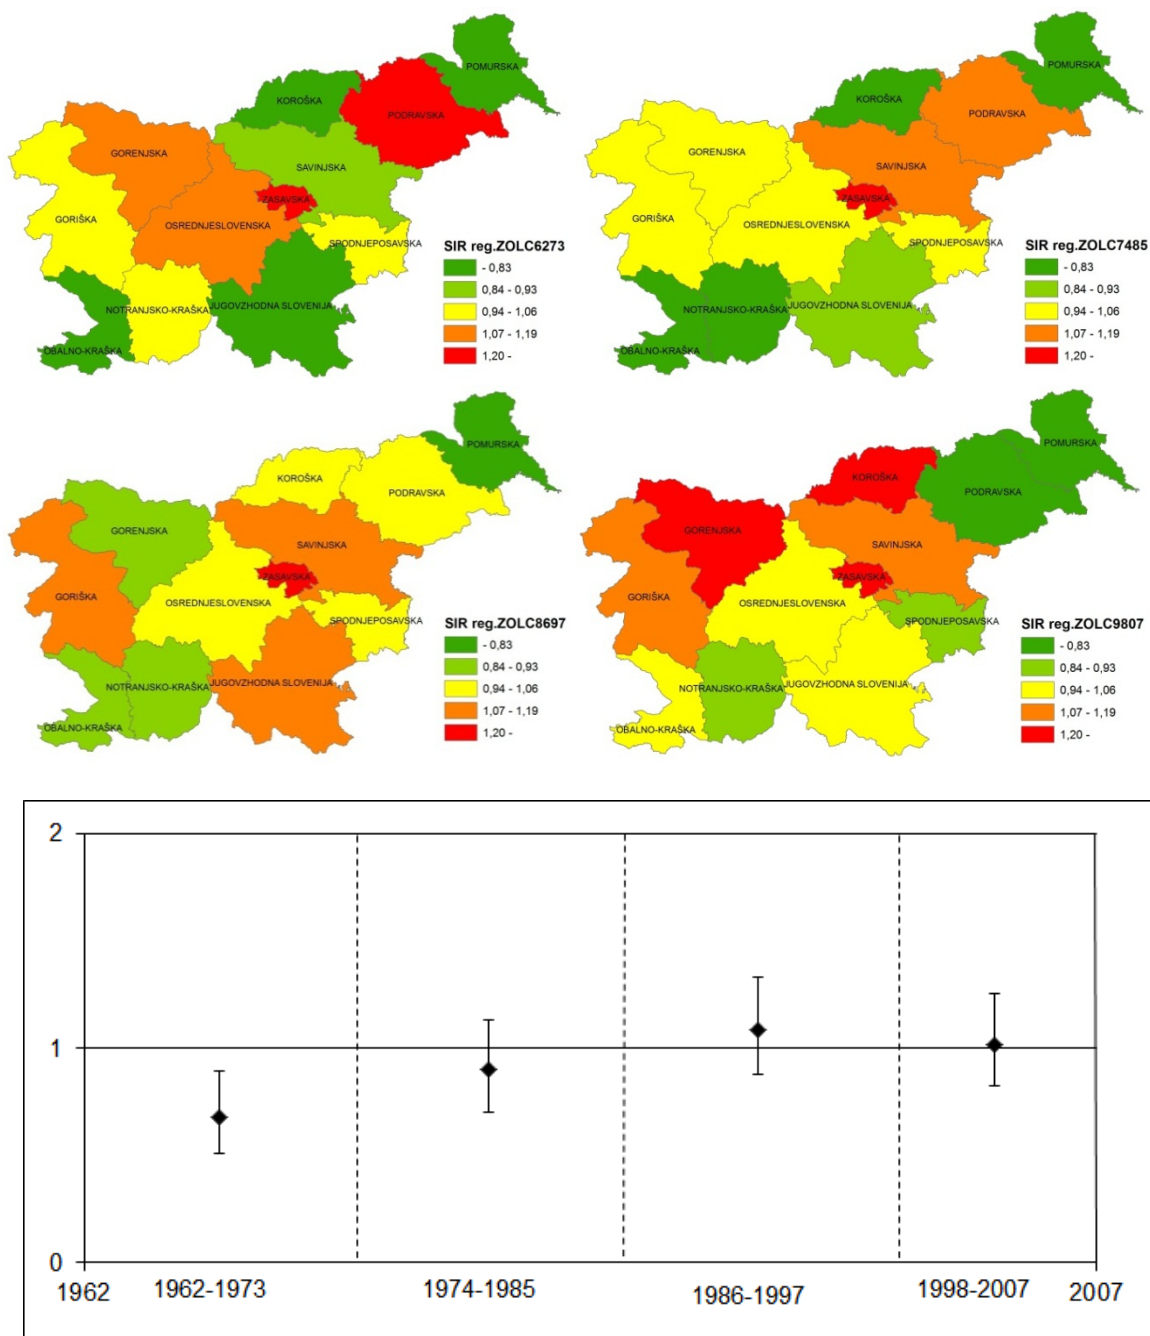 POMURSKA
KOROŠKA
PODRAVSKA
GORENJSKA
SAVINJSKA
ZASAVSKA
GORIŠKA
OSREDNJESLOVENSKA
SPODNJEPOSAVSKA
NOTRANJSKO-KRAŠKA
JUGOVZHODNA SLOVENIJA
OBALNO-KRAŠKA
SIR reg.ZOLC6273
- 0,83
0,84 - 0,93
0,94 - 1,06
1,07 - 1,19
1,20 -
POMURSKA
KOROŠKA
PODRAVSKA
GORENJSKA
SAVINJSKA
ZASAVSKA
GORIŠKA
OSREDNJESLOVENSKA
SPODNJEPOSAVSKA
NOTRANJSKO-KRAŠKA
JUGOVZHODNA SLOVENIJA
OBALNO-KRAŠKA
SIR reg.ZOLC7485
- 0,83
0,84 - 0,93
0,94 - 1,06
1,07 - 1,19
1,20 -
POMURSKA
KOROŠKA
PODRAVSKA
GORENJSKA
SAVINJSKA
ZASAVSKA
GORIŠKA
OSREDNJESLOVENSKA
SPODNJEPOSAVSKA
NOTRANJSKO-KRAŠKA
JUGOVZHODNA SLOVENIJA
OBALNO-KRAŠKA
SIR reg.ZOLC8697
- 0,83
0,84 - 0,93
0,94 - 1,06
1,07 - 1,19
1,20 -
POMURSKA
KOROŠKA
PODRAVSKA
GORENJSKA
SAVINJSKA
ZASAVSKA
GORIŠKA
OSREDNJESLOVENSKA
SPODNJEPOSAVSKA
NOTRANJSKO-KRAŠKA
JUGOVZHODNA SLOVENIJA
OBALNO-KRAŠKA
SIR reg.ZOLC9807
- 0,83
0,84 - 0,93
0,94 - 1,06
1,07 - 1,19
1,20 -
2
1
0
1962 1962-1973 1974-1985 1986-1997 1998-2007 2007